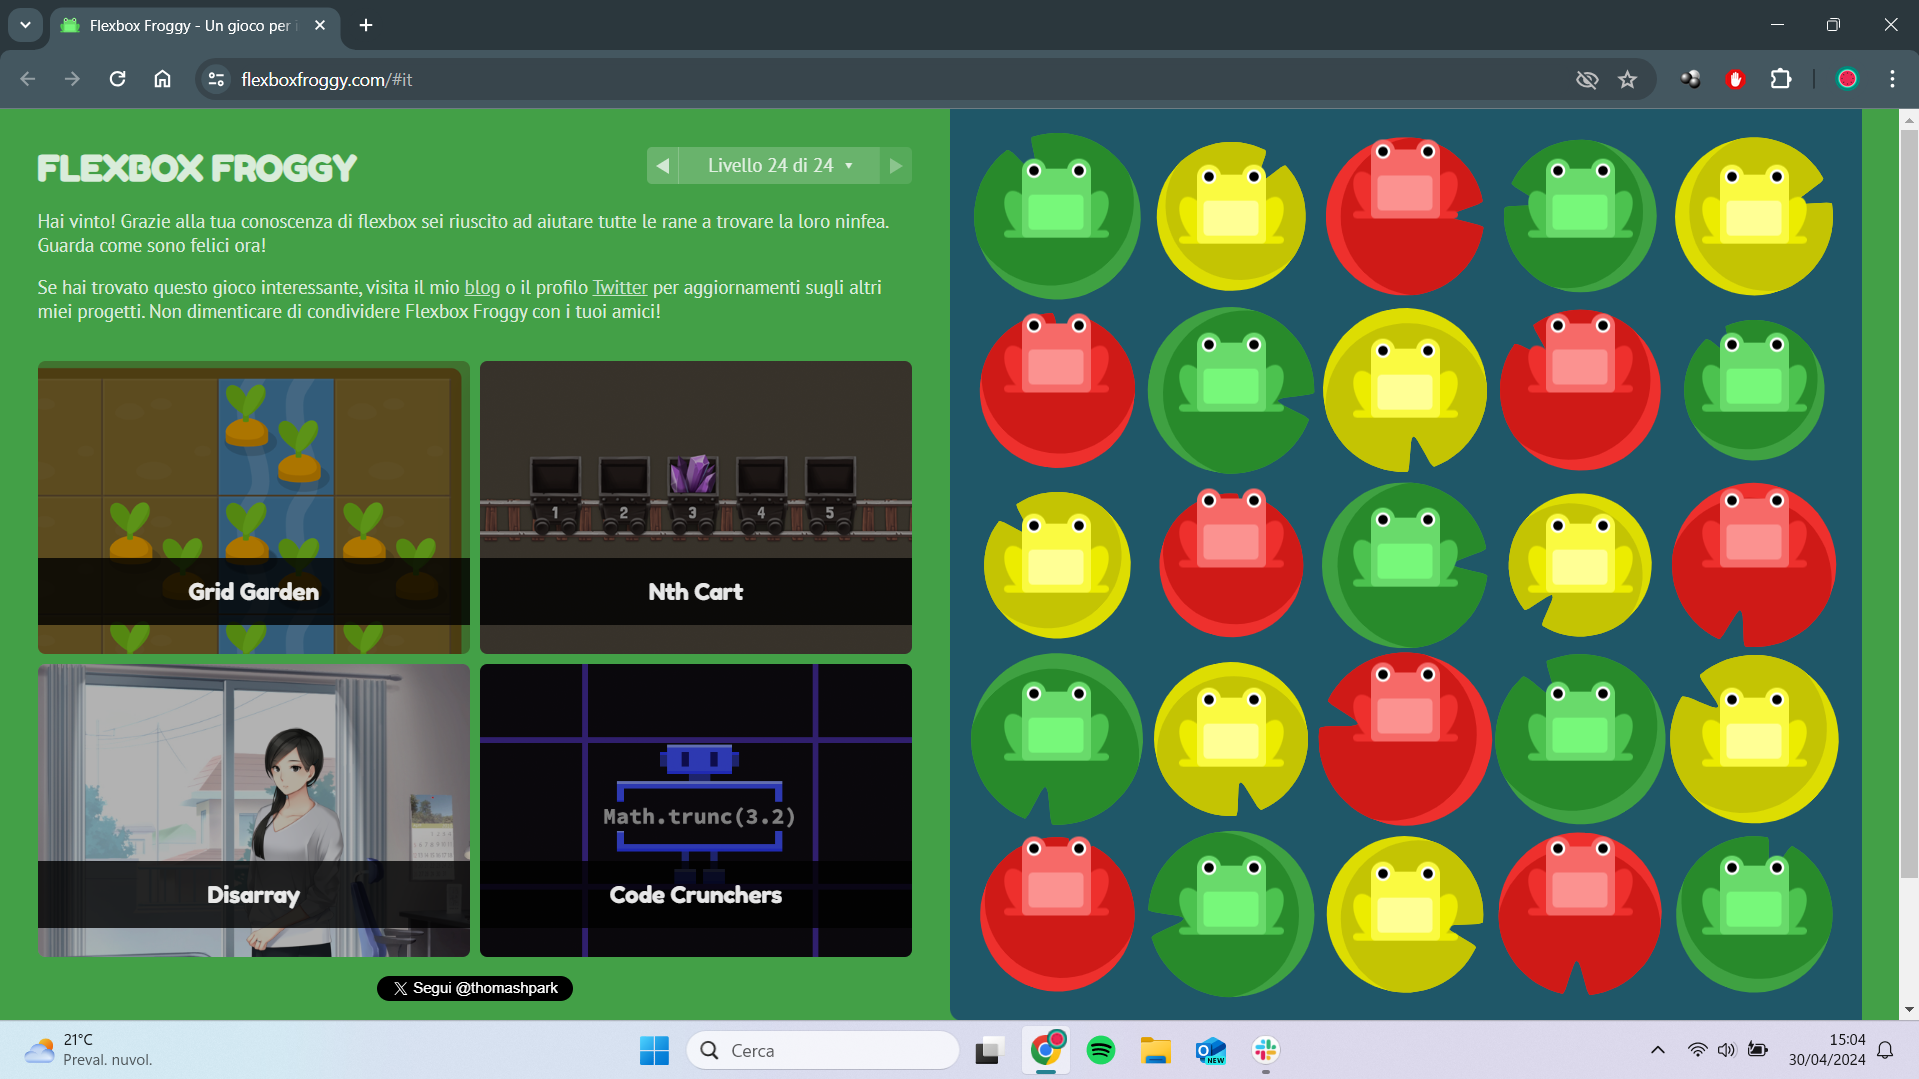 Flexbox Froggy - Un gioco per i
flexboxfroggy.com/#it
FLEXBOX FROGGY
Livello 24 di 24
Hai vinto! Grazie alla tua conoscenza di flexbox sei riuscito ad aiutare tutte le rane a trovare la loro ninfea.
Guarda come sono felici ora!
Se hai trovato questo gioco interessante, visita il mio blog o il profilo Twitter per aggiornamenti sugli altri
miei progetti. Non dimenticare di condividere Flexbox Froggy con i tuoi amici!
1 2 3 4 5
Grid Garden
Nth Cart
Math.trunc(3.2)
Disarray
Code Crunchers
Segui @thomashpark
21°C
Preval. nuvol.
Cerca
NEW
15:04
30/04/2024